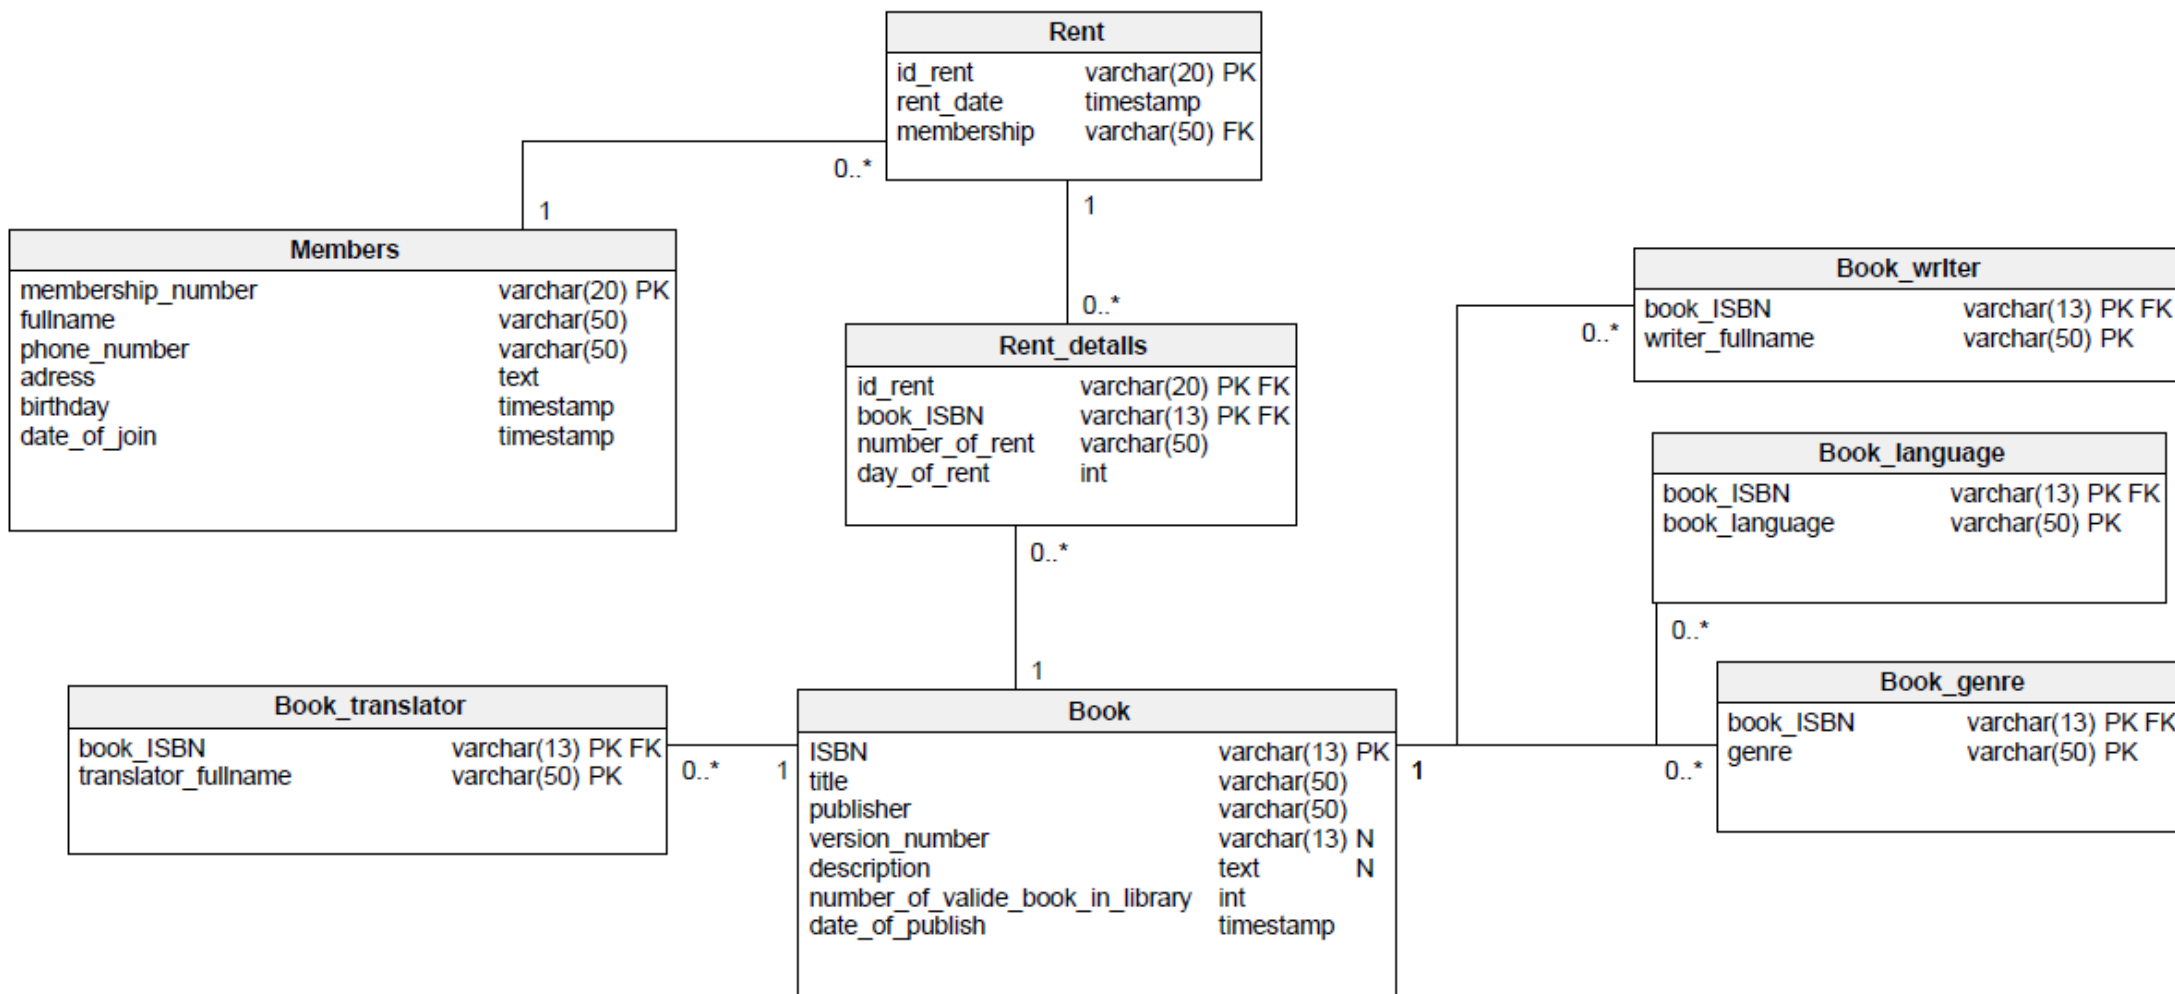 Rent
id_rent varchar(20) PK
rent_date timestamp
membership varchar(50) FK
0..*
1
1
0..*
Members
membership_number varchar(20) PK
fullname varchar(50)
phone_number varchar(50)
adress text
birthday timestamp
date_of_join timestamp
Rent_details
id_rent varchar(20) PK FK
book_ISBN varchar(13) PK FK
number_of_rent varchar(50)
day_of_rent int
0..*
1
Book_writer
book_ISBN varchar(13) PK FK
writer_fullname varchar(50) PK
0..*
Book_language
book_ISBN varchar(13) PK FK
book_language varchar(50) PK
0..*
Book_translator
book_ISBN varchar(13) PK FK
translator_fullname varchar(50) PK
0..* 1
Book
ISBN varchar(13) PK
title varchar(50)
publisher varchar(50)
version_number varchar(13) N
description text N
number_of_valide_book_in_library int
date_of_publish timestamp
1 0..*
Book_genre
book_ISBN varchar(13) PK FK
genre varchar(50) PK